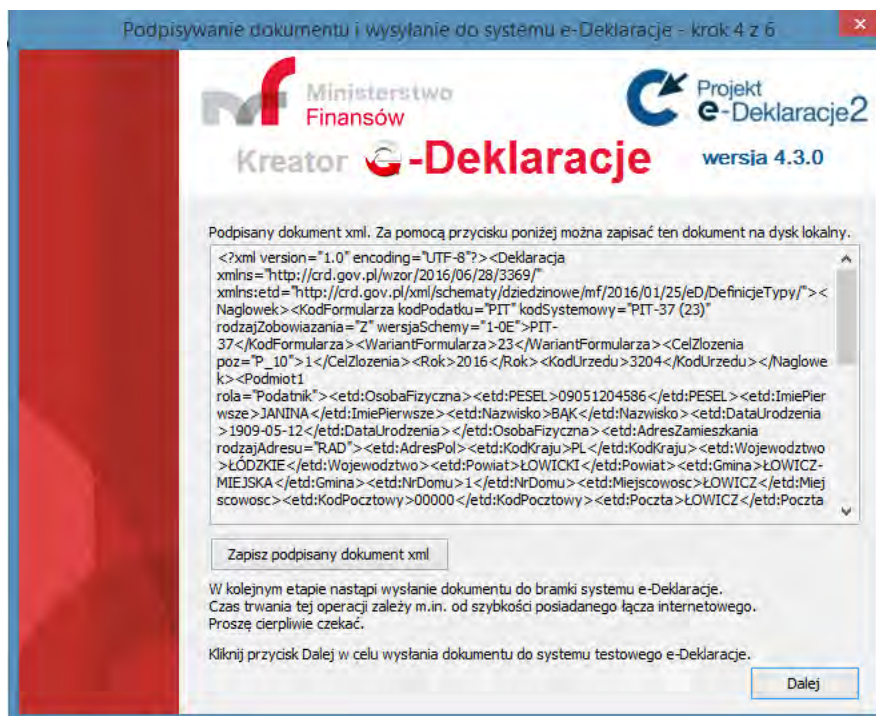 Podpisywanie dokumentu i wysyłanie do systemu e-Deklaracje - krok 4 z 6
Ministerstwo
Finansów
Projekt
e-Deklaracje2
Kreator e-Deklaracje
wersja 4.3.0
Podpisany dokument xml. Za pomocą przycisku poniżej można zapisać ten dokument na dysk lokalny.
<?xml version="1.0" encoding="UTF-8"?><Deklaracja
xmlns="http://crd.gov.pl/wzor/2016/06/28/3369/"
xmlns:etd="http://crd.gov.pl/xml/schematy/dziedzinowe/mf/2016/01/25/eD/DefinicjeTypy/"><
Naglowek><KodFormularza kodPodatku="PIT" kodSystemowy="PIT-37 (23)"
rodzajZobowiazania="Z" wersjaSchemy="1-0E">PIT-
37</KodFormularza><WariantFormularza>23</WariantFormularza><CelZlozenia
poz="P_10">1</CelZlozenia><Rok>2016</Rok><KodUrzedu>3204</KodUrzedu></Naglowe
k><Podmiot1
rola="Podatnik"><etd:OsobaFizyczna><etd:PESEL>09051204586</etd:PESEL><etd:ImiePier
wsze>JANINA</etd:ImiePierwsze><etd:Nazwisko>BĄK</etd:Nazwisko><etd:DataUrodzenia
>1909-05-12</etd:DataUrodzenia></etd:OsobaFizyczna><etd:AdresZamieszkania
rodzajAdresu="RAD"><etd:AdresPol><etd:KodKraju>PL</etd:KodKraju><etd:Wojewodztwo
>ŁÓDZKIE</etd:Wojewodztwo><etd:Powiat>ŁOWICKI</etd:Powiat><etd:Gmina>ŁOWICZ-
MIEJSKA</etd:Gmina><etd:NrDomu>1</etd:NrDomu><etd:Miejscowosc>ŁOWICZ</etd:Miej
scowosc><etd:KodPocztowy>00000</etd:KodPocztowy><etd:Poczta>ŁOWICZ</etd:Poczta
Zapisz podpisany dokument xml
W kolejnym etapie nastąpi wysłanie dokumentu do bramki systemu e-Deklaracje.
Czas trwania tej operacji zależy m.in. od szybkości posiadanego łącza internetowego.
Proszę cierpliwie czekać.
Kliknij przycisk Dalej w celu wysłania dokumentu do systemu testowego e-Deklaracje.
Dalej